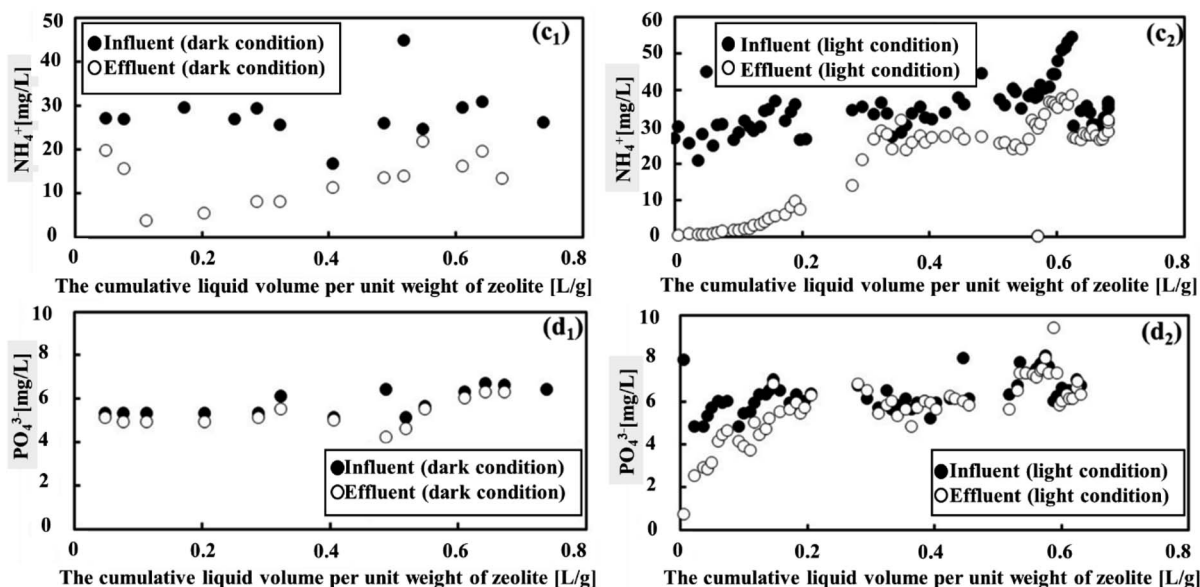 (c₁)
NH₄⁺[mg/L]
50
40
30
20
10
0
Influent (dark condition)
Effluent (dark condition)
0 0.2 0.4 0.6 0.8
The cumulative liquid volume per unit weight of zeolite [L/g]
(c₂)
NH₄⁺[mg/L]
60
50
40
30
20
10
0
Influent (light condition)
Effluent (light condition)
0 0.2 0.4 0.6 0.8
The cumulative liquid volume per unit weight of zeolite [L/g]
(d₁)
PO₄³⁻[mg/L]
10
8
6
4
2
0
Influent (dark condition)
Effluent (dark condition)
0 0.2 0.4 0.6 0.8
The cumulative liquid volume per unit weight of zeolite [L/g]
(d₂)
PO₄³⁻[mg/L]
10
8
6
4
2
0
Influent (light condition)
Effluent (light condition)
0 0.2 0.4 0.6 0.8
The cumulative liquid volume per unit weight of zeolite [L/g]